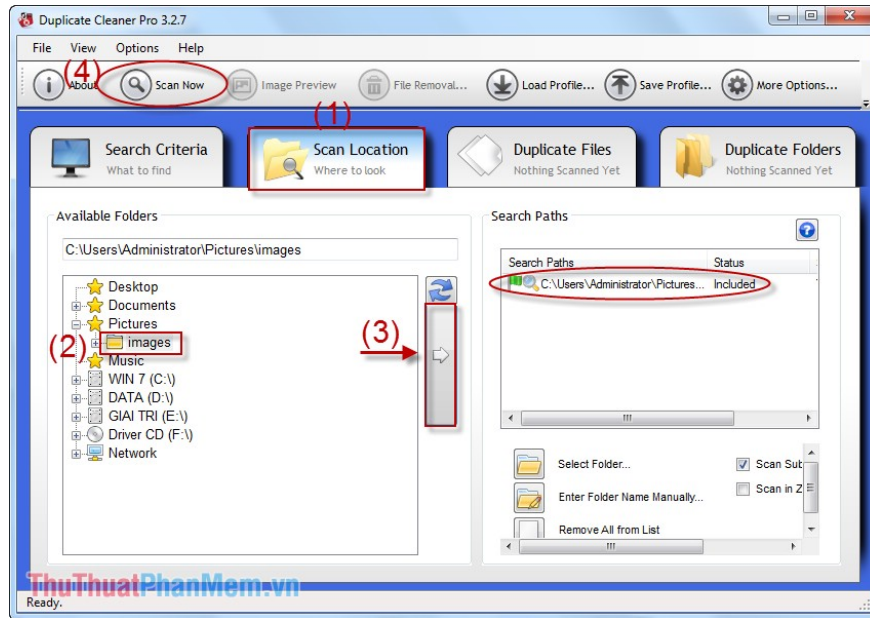 Duplicate Cleaner Pro 3.2.7
File View Options Help
(4)
About Scan Now Image Preview File Removal... Load Profile... Save Profile... More Options...
(1)
Search Criteria
What to find
Scan Location
Where to look
Duplicate Files
Nothing Scanned Yet
Duplicate Folders
Nothing Scanned Yet
Available Folders
C:\Users\Administrator\Pictures\images
Desktop
Documents
Pictures
(2) images
Music
WIN 7 (C:\)
DATA (D:\)
GIAI TRI (E:\)
Driver CD (F:\)
Network
(3)
Search Paths
Search Paths Status
C:\Users\Administrator\Pictures... Included
Select Folder...
Scan Sub
Enter Folder Name Manually...
Scan in Z
Remove All from List
ThuThuatPhanMem.vn
Ready.